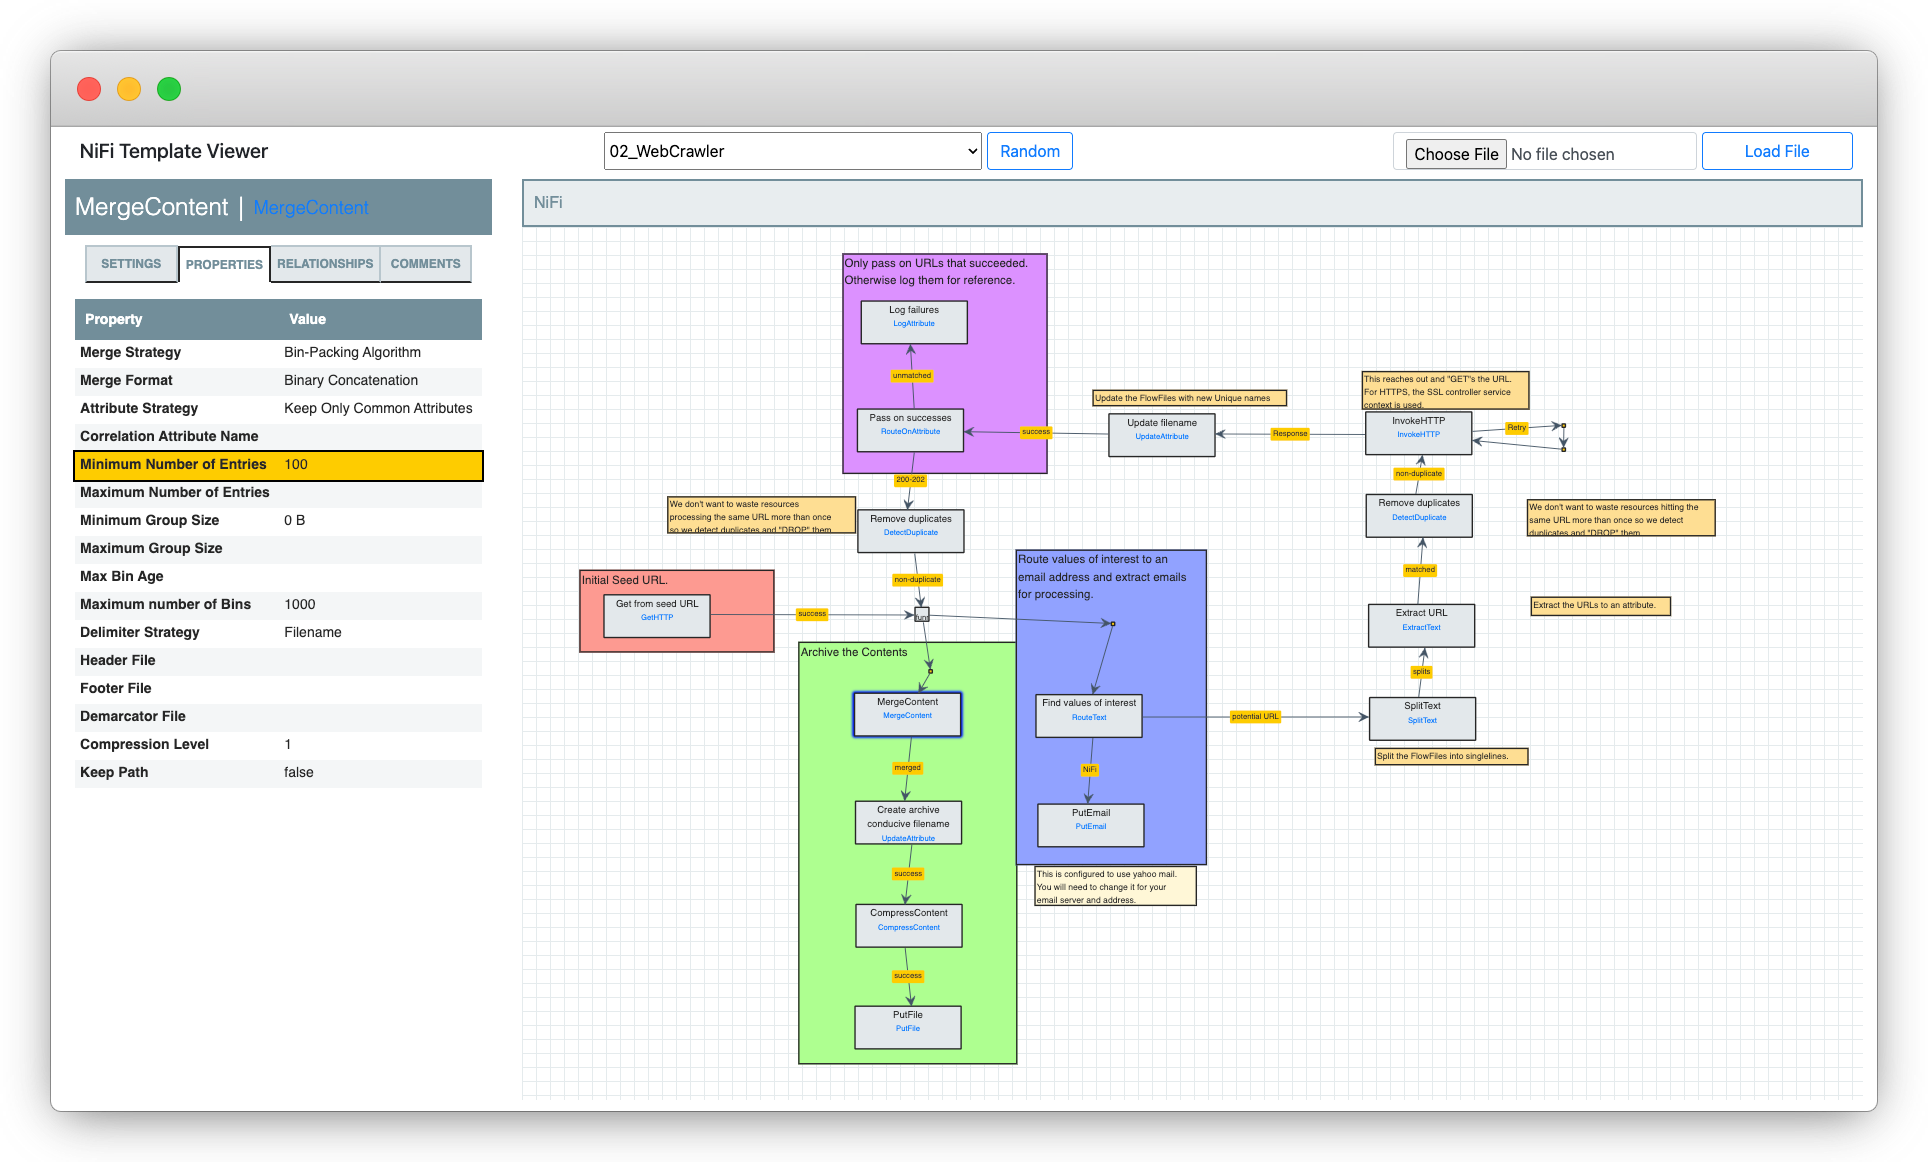 NiFi Template Viewer
02_WebCrawler
Random
Choose File No file chosen
Load File
MergeContent | MergeContent
SETTINGS PROPERTIES RELATIONSHIPS COMMENTS
Property Value
Merge Strategy Bin-Packing Algorithm
Merge Format Binary Concatenation
Attribute Strategy Keep Only Common Attributes
Correlation Attribute Name
Minimum Number of Entries 100
Maximum Number of Entries
Minimum Group Size 0 B
Maximum Group Size
Max Bin Age
Maximum number of Bins 1000
Delimiter Strategy Filename
Header File
Footer File
Demarcator File
Compression Level 1
Keep Path false
NiFi
Only pass on URLs that succeeded.
Otherwise log them for reference.
Log failures
LogAttribute
unmatched
Pass on successes
RouteOnAttribute
success
200-202
Update the FlowFiles with new Unique names
Update filename
UpdateAttribute
Response
This reaches out and "GET"s the URL.
For HTTPS, the SSL controller service
context is used.
InvokeHTTP
InvokeHTTP
Retry
non-duplicate
Remove duplicates
DetectDuplicate
We don't want to waste resources hitting the
same URL more than once so we detect
duplicates and "DROP" them
matched
Extract URL
ExtractText
Extract the URLs to an attribute.
splits
SplitText
SplitText
Split the FlowFiles into singlelines.
We don't want to waste resources
processing the same URL more than once
so we detect duplicates and "DROP" them
Remove duplicates
DetectDuplicate
non-duplicate
Initial Seed URL.
Get from seed URL
GetHTTP
success
Route values of interest to an
email address and extract emails
for processing.
Find values of interest
RouteText
potential URL
NiFi
PutEmail
PutEmail
This is configured to use yahoo mail.
You will need to change it for your
email server and address.
Archive the Contents
MergeContent
MergeContent
merged
Create archive
conducive filename
UpdateAttribute
success
CompressContent
CompressContent
success
PutFile
PutFile